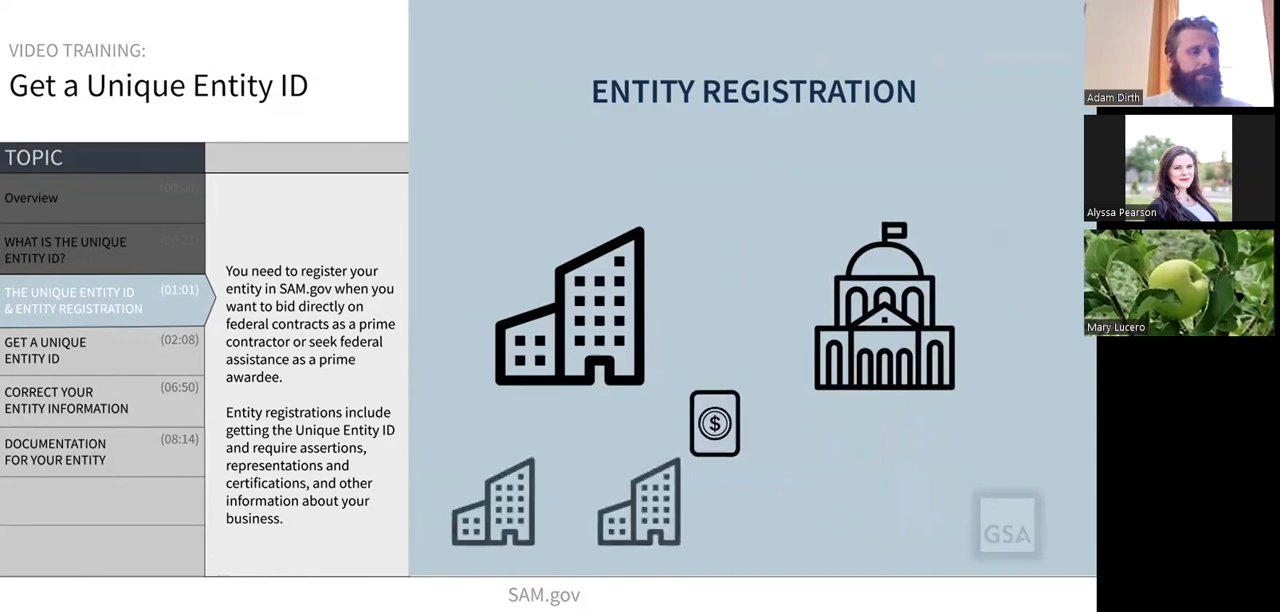 VIDEO TRAINING:
Get a Unique Entity ID
TOPIC
Overview
WHAT IS THE UNIQUE
ENTITY ID?
THE UNIQUE ENTITY ID (01:01)
& ENTITY REGISTRATION
GET A UNIQUE (02:08)
ENTITY ID
CORRECT YOUR (06:50)
ENTITY INFORMATION
DOCUMENTATION (08:14)
FOR YOUR ENTITY
You need to register your
entity in SAM.gov when you
want to bid directly on
federal contracts as a prime
contractor or seek federal
assistance as a prime
awardee.
Entity registrations include
getting the Unique Entity ID
and require assertions,
representations and
certifications, and other
information about your
business.
ENTITY REGISTRATION
$
GSA
SAM.gov
Adam Dirth
Alyssa Pearson
Mary Lucero